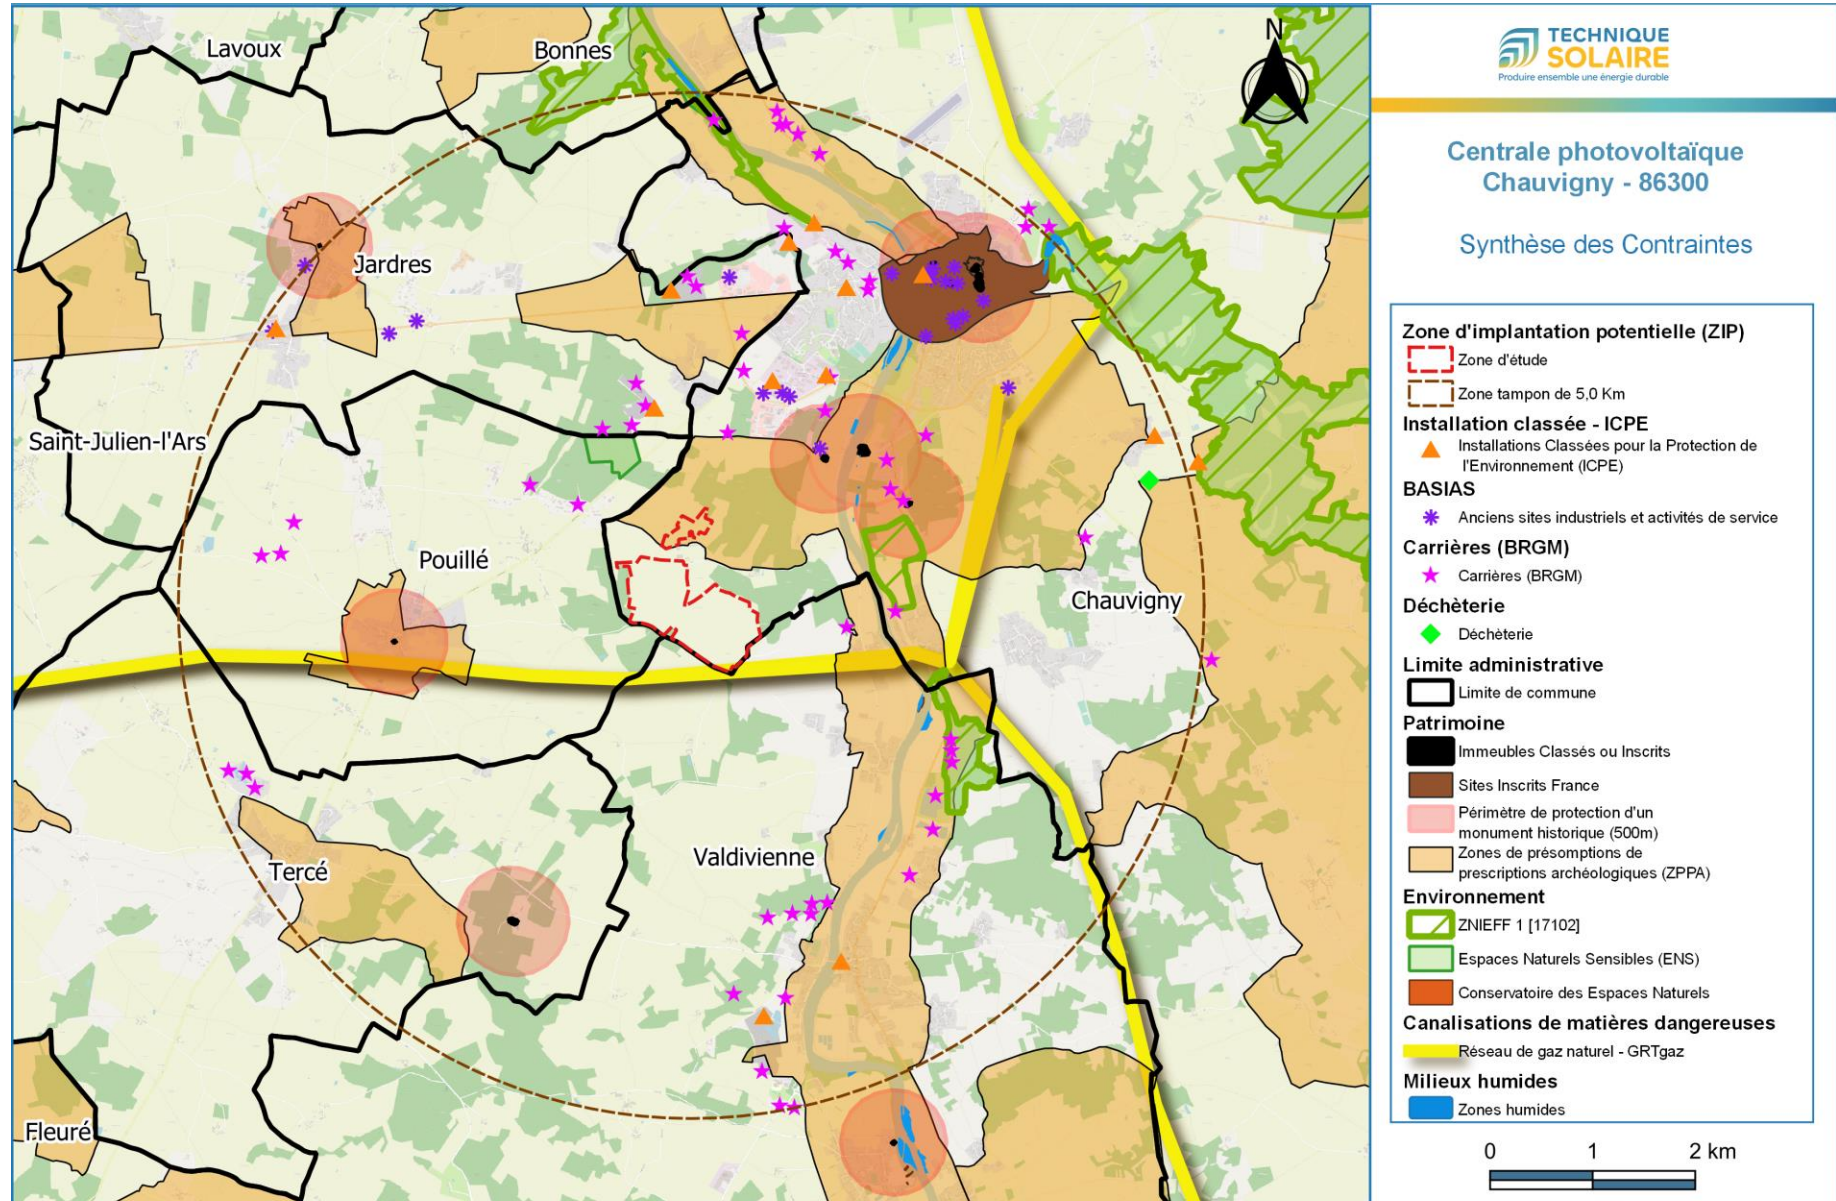 Lavoux
Bonnes
N
Jardres
Saint-Julien-l'Ars
Pouillé
Chauvigny
Valdivienne
Tercé
Fleuré
TECHNIQUE
SOLAIRE
Produire ensemble une énergie durable
Centrale photovoltaïque
Chauvigny - 86300
Synthèse des Contraintes
Zone d'implantation potentielle (ZIP)
Zone d'étude
Zone tampon de 5,0 Km
Installation classée - ICPE
Installations Classées pour la Protection de
l'Environnement (ICPE)
BASIAS
Anciens sites industriels et activités de service
Carrières (BRGM)
Carrières (BRGM)
Déchèterie
Déchèterie
Limite administrative
Limite de commune
Patrimoine
Immeubles Classés ou Inscrits
Sites Inscrits France
Périmètre de protection d'un
monument historique (500m)
Zones de présomptions de
prescriptions archéologiques (ZPPA)
Environnement
ZNIEFF 1 [17102]
Espaces Naturels Sensibles (ENS)
Conservatoire des Espaces Naturels
Canalisations de matières dangereuses
Réseau de gaz naturel - GRTgaz
Milieux humides
Zones humides
0 1 2 km